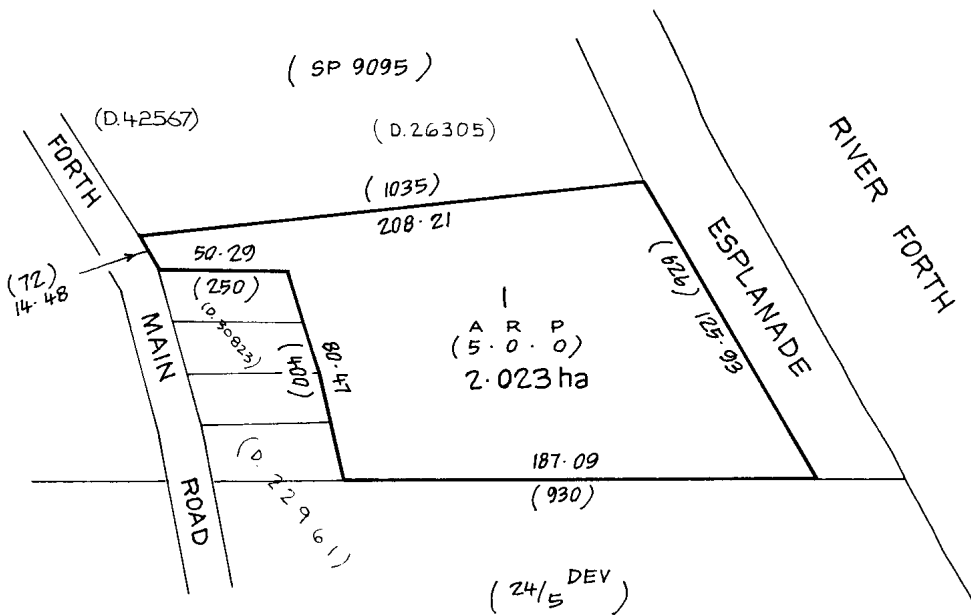 ( SP 9095 )
(D.42567)
(D.26305)
FORTH
(1035)
208·21
50·29
(250)
(72)
14·48
MAIN
ROAD
(D.30823)
(400)
80·47
1
A R P
(5·0·0)
2·023 ha
(626)
125·93
ESPLANADE
RIVER FORTH
187·09
(930)
(D.22961)
(24/5 DEV)